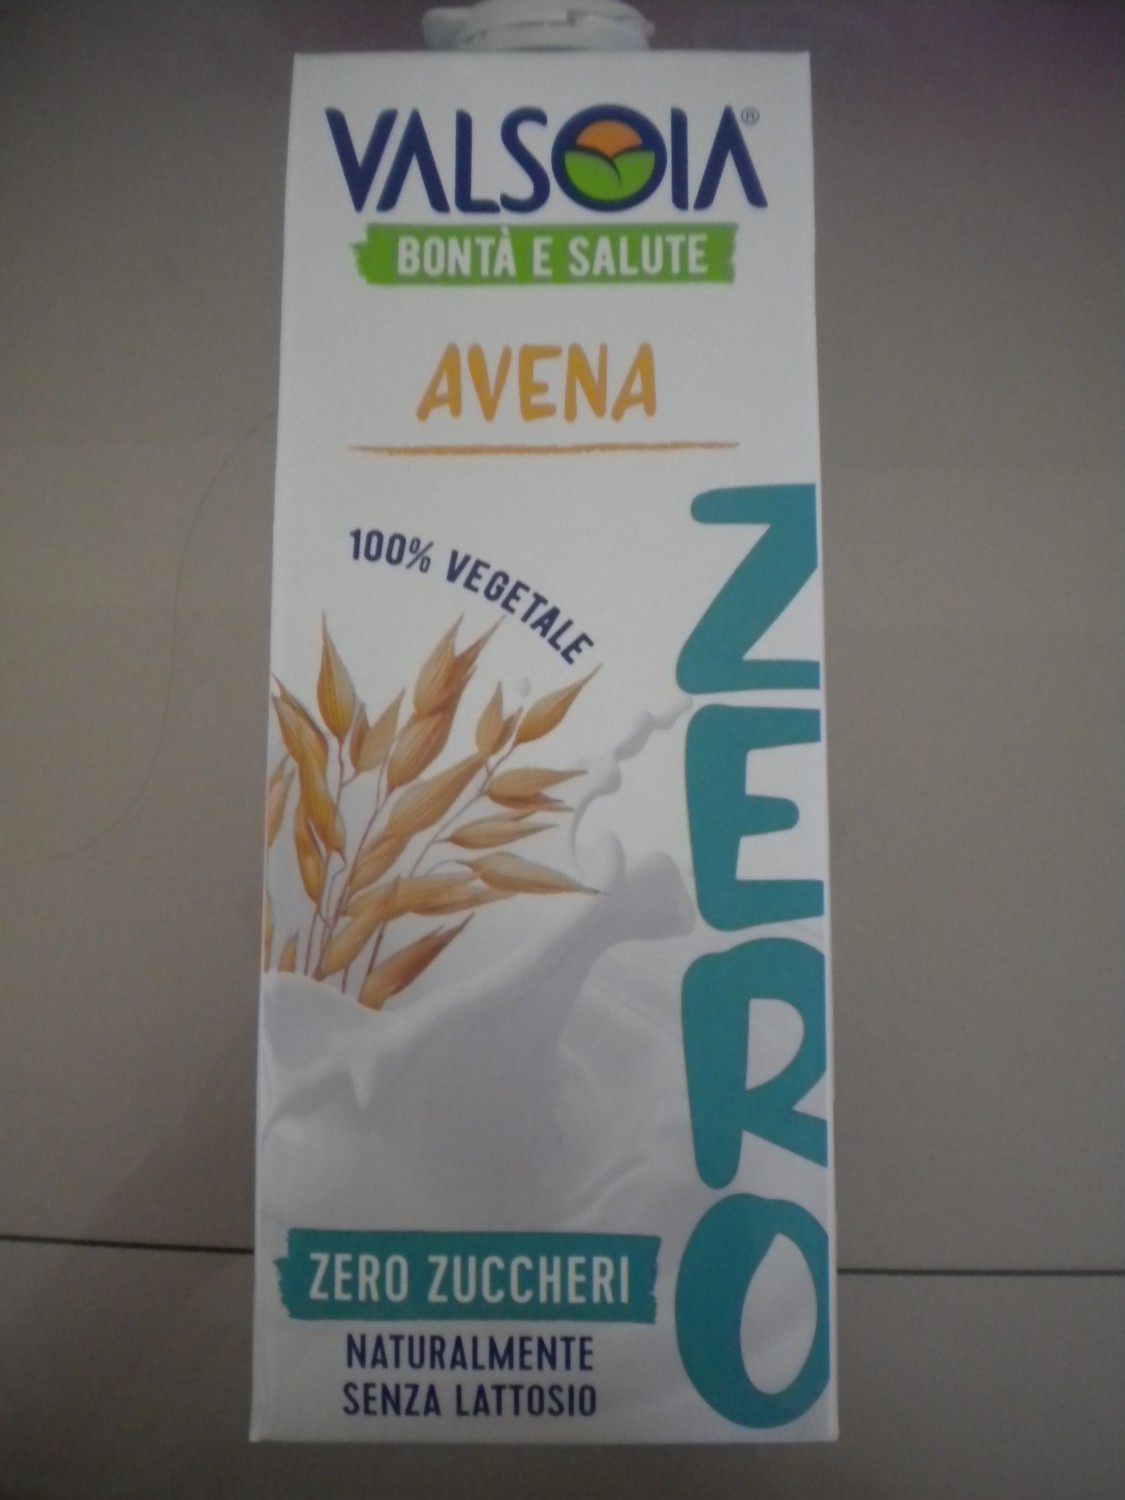 VALSOIA®
BONTÀ E SALUTE
AVENA
100% VEGETALE
ZERO
ZERO ZUCCHERI
NATURALMENTE
SENZA LATTOSIO